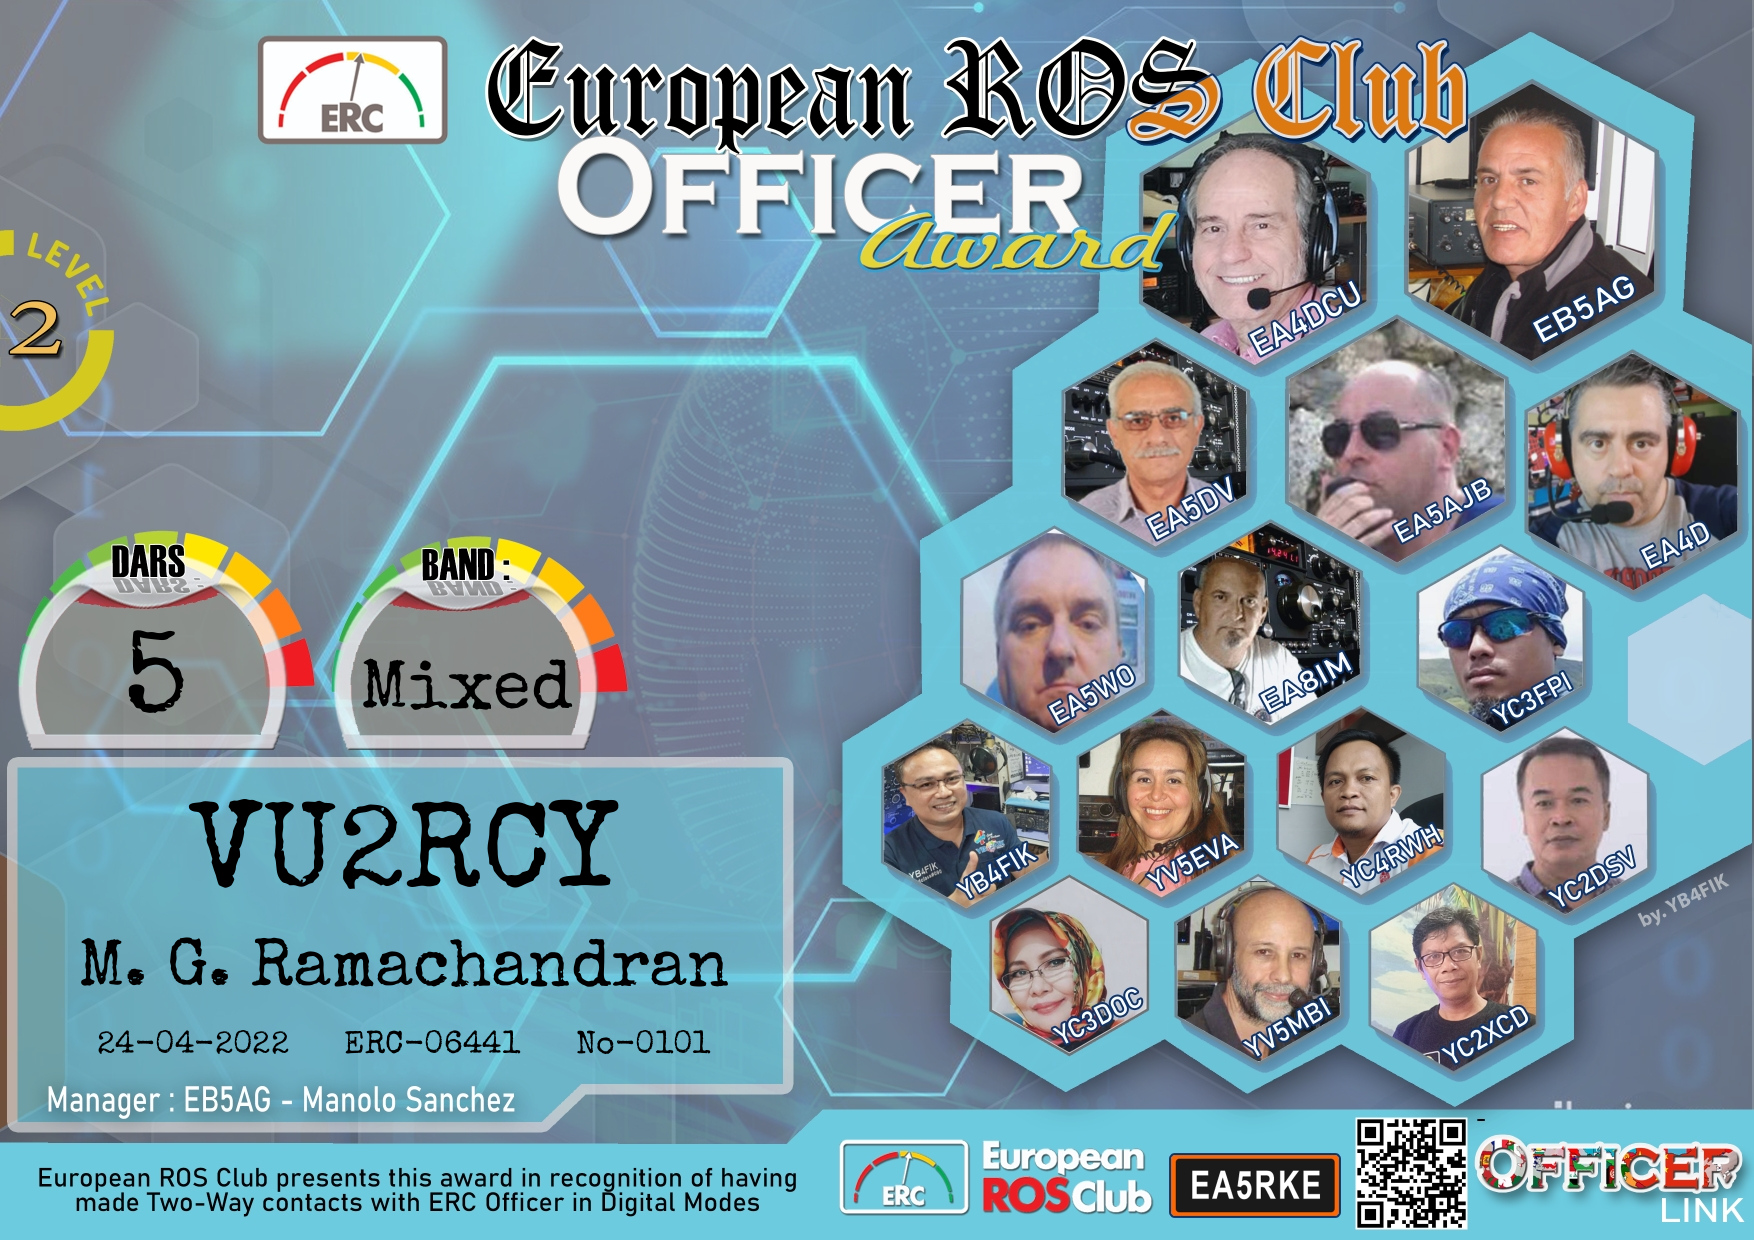 ERC
European ROS Club
OFFICER
Award
LEVEL
2
EA4DCU
EB5AG
EA5DV
EA5AJB
EA4D
EA5WO
EA8IM
YC3FPI
YB4FIK
YB4FIK
YV5EVA
YC4RWH
YC2DSV
by. YB4FIK
YC3DOC
YV5MBI
YC2XCD
DARS
5
BAND :
Mixed
VU2RCY
M. G. Ramachandran
24-04-2022 ERC-06441 No-0101
Manager : EB5AG - Manolo Sanchez
European ROS Club presents this award in recognition of having
made Two-Way contacts with ERC Officer in Digital Modes
ERC
European
ROSClub
EA5RKE
OFFICER
LINK